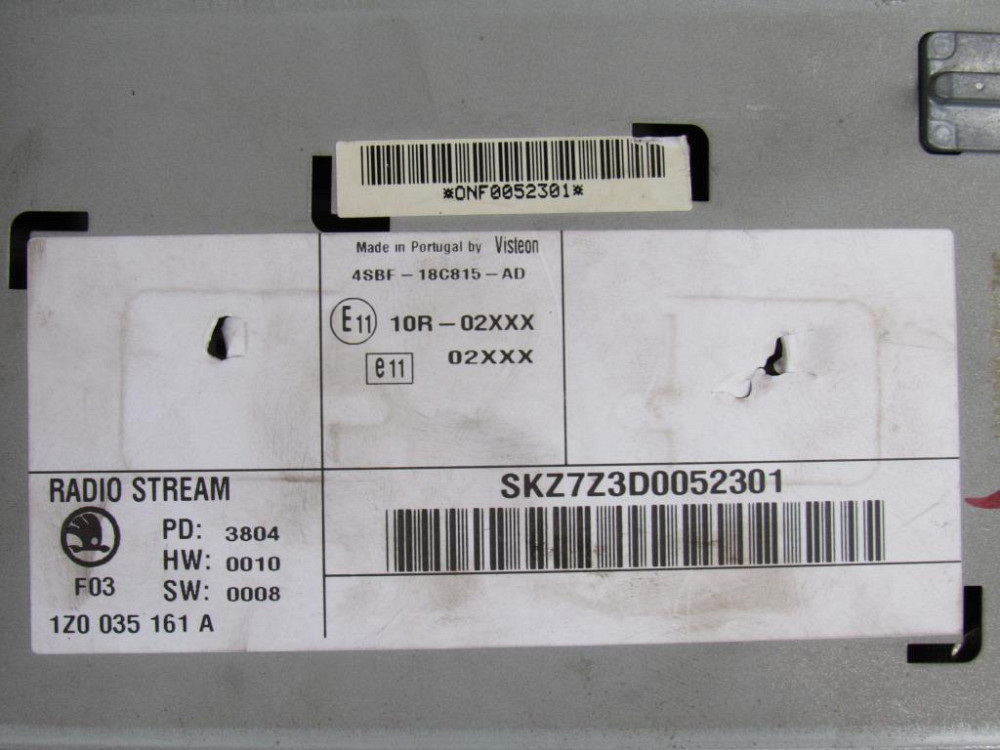 *ONF0052301*
Made in Portugal by Visteon
4SBF - 18C815 - AD
E11 10R - 02XXX
e11 02XXX
RADIO STREAM
SKZ7Z3D0052301
PD: 3804
HW: 0010
F03
SW: 0008
1Z0 035 161 A